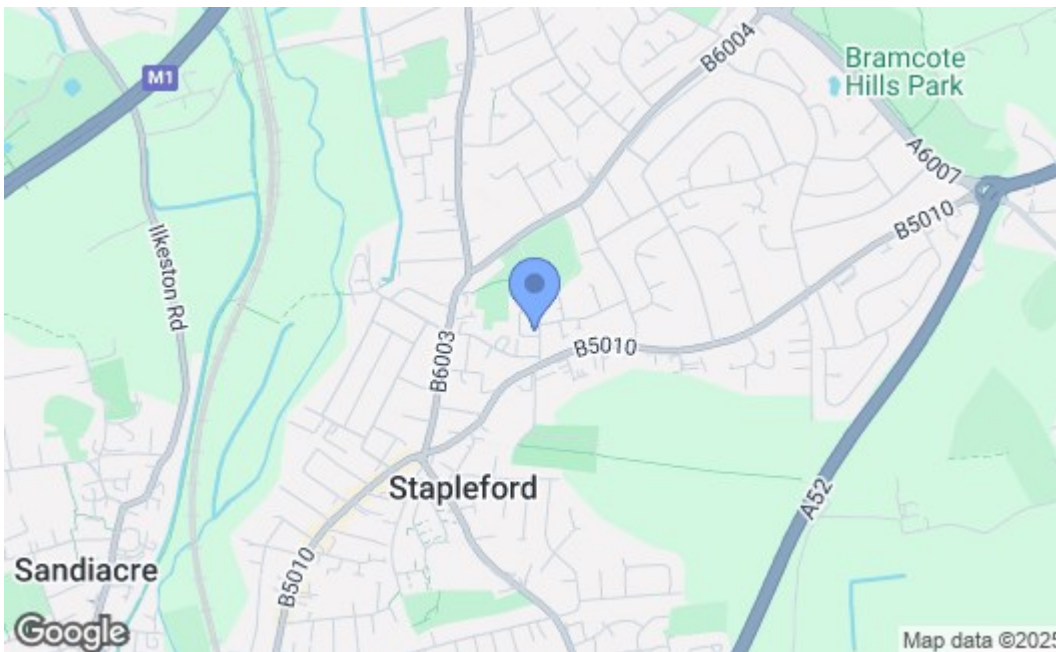 B6004
Bramcote
Hills Park
M1
A6007
B5010
Ilkeston Rd
B6003
B5010
Stapleford
A52
Sandiacre
B5010
Google
Map data ©2025